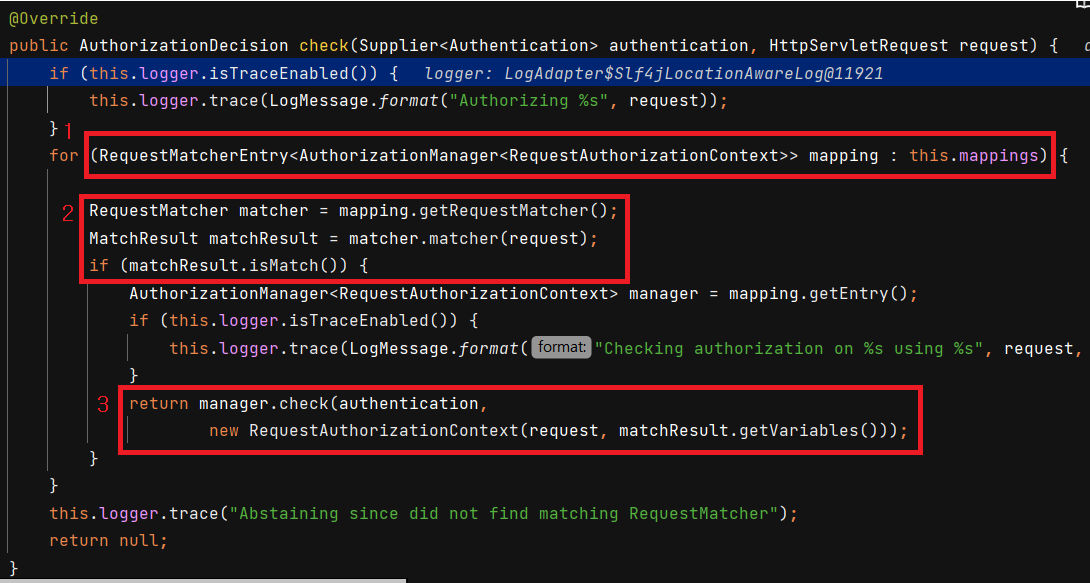 @Override
public AuthorizationDecision check(Supplier<Authentication> authentication, HttpServletRequest request) {
if (this.logger.isTraceEnabled()) { logger: LogAdapter$Slf4jLocationAwareLog@11921
this.logger.trace(LogMessage.format("Authorizing %s", request));
} 1
for (RequestMatcherEntry<AuthorizationManager<RequestAuthorizationContext>> mapping : this.mappings) {
2 RequestMatcher matcher = mapping.getRequestMatcher();
MatchResult matchResult = matcher.matcher(request);
if (matchResult.isMatch()) {
AuthorizationManager<RequestAuthorizationContext> manager = mapping.getEntry();
if (this.logger.isTraceEnabled()) {
this.logger.trace(LogMessage.format( format: "Checking authorization on %s using %s", request,
}
3 return manager.check(authentication,
new RequestAuthorizationContext(request, matchResult.getVariables()));
}
}
this.logger.trace("Abstaining since did not find matching RequestMatcher");
return null;
}